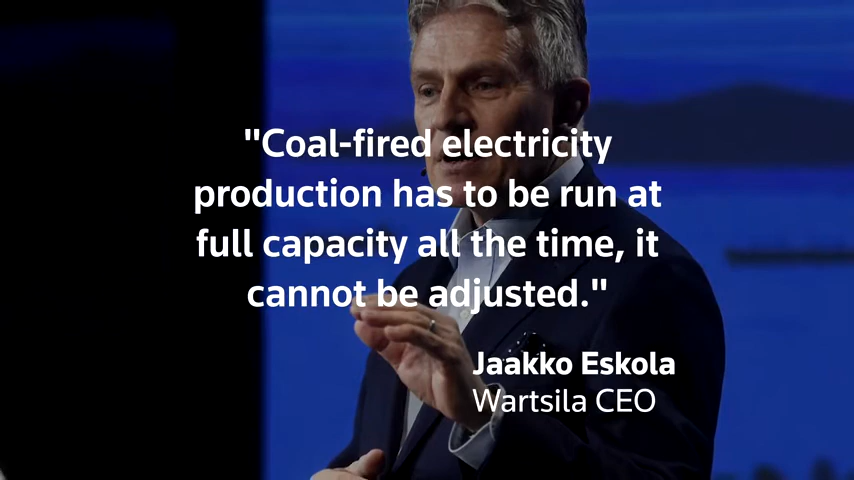 "Coal-fired electricity
production has to be run at
full capacity all the time, it
cannot be adjusted."
Jaakko Eskola
Wartsila CEO